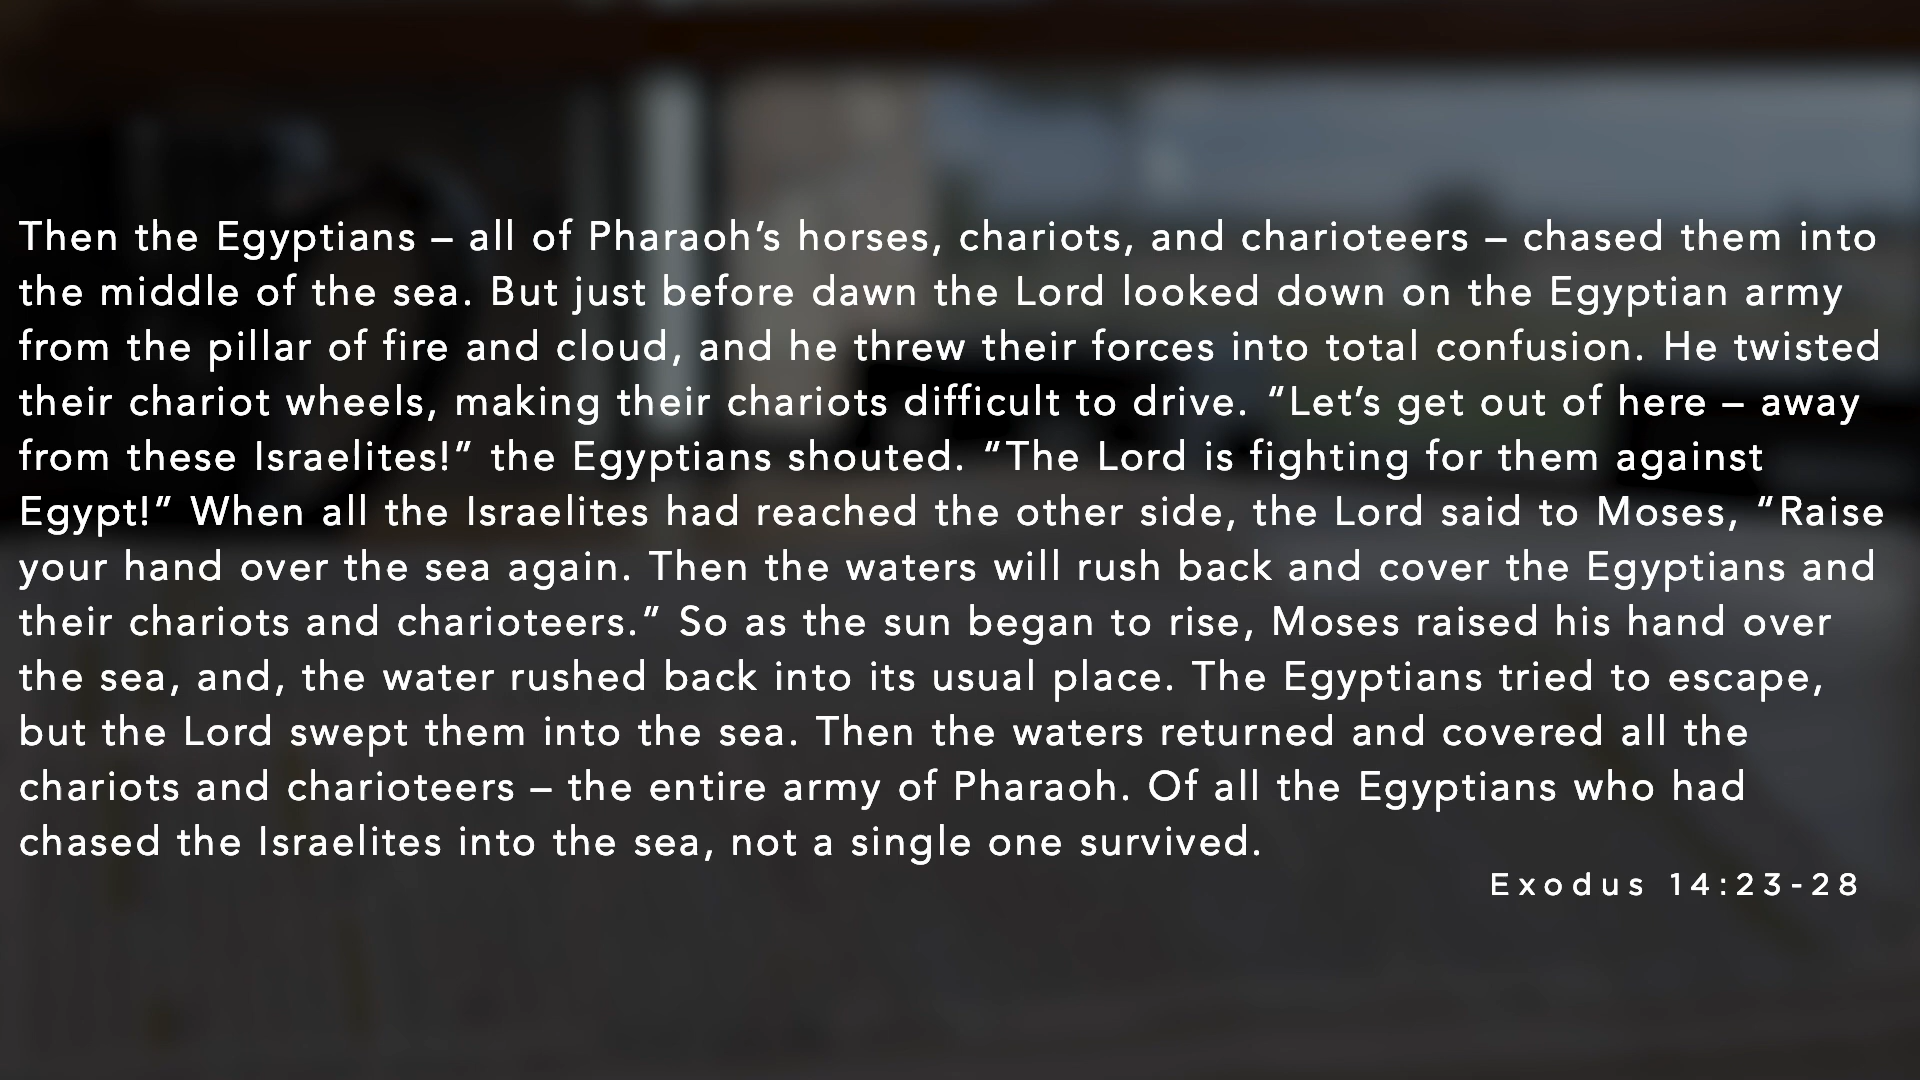 Then the Egyptians – all of Pharaoh’s horses, chariots, and charioteers – chased them into
the middle of the sea. But just before dawn the Lord looked down on the Egyptian army
from the pillar of fire and cloud, and he threw their forces into total confusion. He twisted
their chariot wheels, making their chariots difficult to drive. “Let’s get out of here – away
from these Israelites!” the Egyptians shouted. “The Lord is fighting for them against
Egypt!” When all the Israelites had reached the other side, the Lord said to Moses, “Raise
your hand over the sea again. Then the waters will rush back and cover the Egyptians and
their chariots and charioteers.” So as the sun began to rise, Moses raised his hand over
the sea, and, the water rushed back into its usual place. The Egyptians tried to escape,
but the Lord swept them into the sea. Then the waters returned and covered all the
chariots and charioteers – the entire army of Pharaoh. Of all the Egyptians who had
chased the Israelites into the sea, not a single one survived.
Exodus 14:23-28